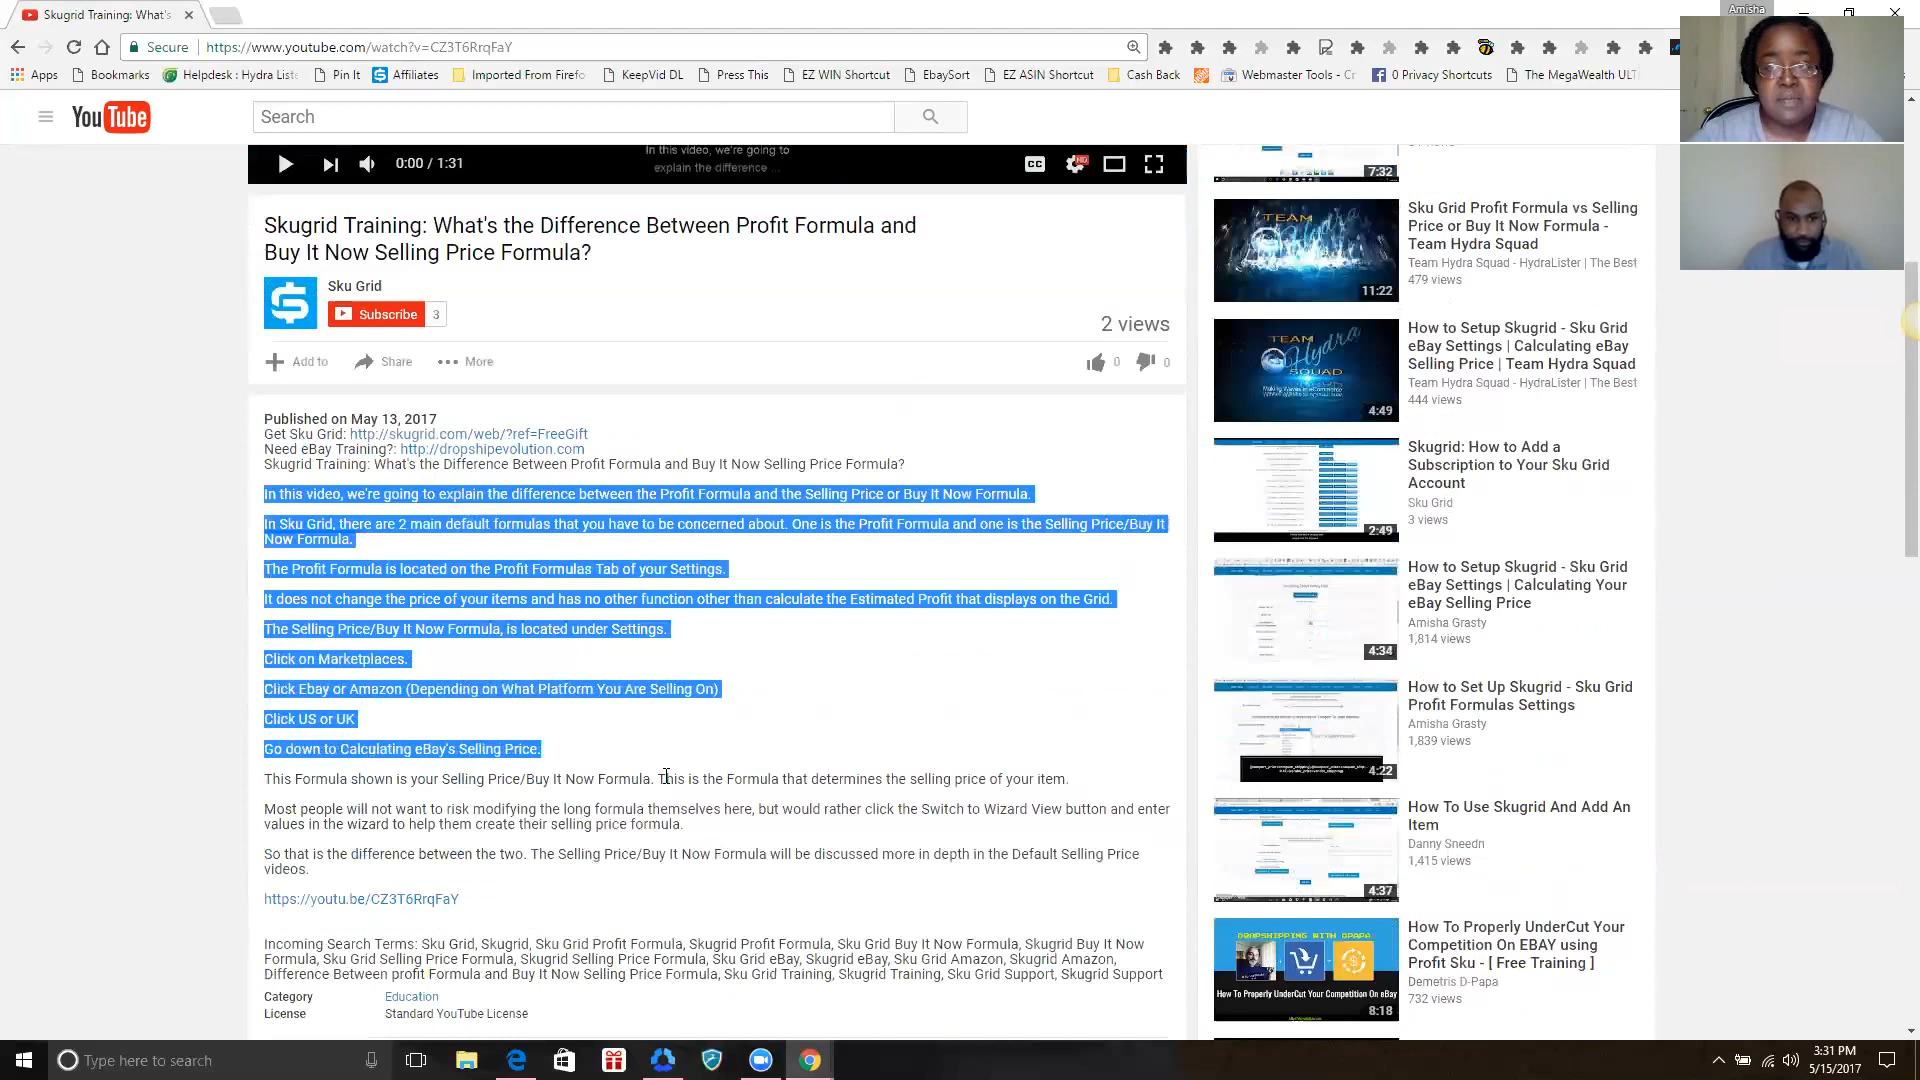 Skugrid Training: What's
Amisha
Secure
https://www.youtube.com/watch?v=CZ3T6RrqFaY
Apps
Bookmarks
Helpdesk : Hydra List
Pin It
Affiliates
Imported From Firefo
KeepVid DL
Press This
EZ WIN Shortcut
EbaySort
EZ ASIN Shortcut
Cash Back
Webmaster Tools - Cr
0 Privacy Shortcuts
The MegaWealth ULT
YouTube
Search
In this video, we're going to
explain the difference ...
0:00 / 1:31
CC
HD
Skugrid Training: What's the Difference Between Profit Formula and
Buy It Now Selling Price Formula?
Sku Grid
Subscribe 3
2 views
Add to
Share
More
0
0
Published on May 13, 2017
Get Sku Grid: http://skugrid.com/web/?ref=FreeGift
Need eBay Training?: http://dropshipevolution.com
Skugrid Training: What's the Difference Between Profit Formula and Buy It Now Selling Price Formula?
In this video, we're going to explain the difference between the Profit Formula and the Selling Price or Buy It Now Formula.
In Sku Grid, there are 2 main default formulas that you have to be concerned about. One is the Profit Formula and one is the Selling Price/Buy It
Now Formula.
The Profit Formula is located on the Profit Formulas Tab of your Settings.
It does not change the price of your items and has no other function other than calculate the Estimated Profit that displays on the Grid.
The Selling Price/Buy It Now Formula, is located under Settings.
Click on Marketplaces.
Click Ebay or Amazon (Depending on What Platform You Are Selling On)
Click US or UK
Go down to Calculating eBay's Selling Price.
This Formula shown is your Selling Price/Buy It Now Formula. This is the Formula that determines the selling price of your item.
Most people will not want to risk modifying the long formula themselves here, but would rather click the Switch to Wizard View button and enter
values in the wizard to help them create their selling price formula.
So that is the difference between the two. The Selling Price/Buy It Now Formula will be discussed more in depth in the Default Selling Price
videos.
https://youtu.be/CZ3T6RrqFaY
Incoming Search Terms: Sku Grid, Skugrid, Sku Grid Profit Formula, Skugrid Profit Formula, Sku Grid Buy It Now Formula, Skugrid Buy It Now
Formula, Sku Grid Selling Price Formula, Skugrid Selling Price Formula, Sku Grid eBay, Skugrid eBay, Sku Grid Amazon, Skugrid Amazon,
Difference Between profit Formula and Buy It Now Selling Price Formula, Sku Grid Training, Skugrid Training, Sku Grid Support, Skugrid Support
Category
Education
License
Standard YouTube License
7:32
TEAM
11:22
Sku Grid Profit Formula vs Selling
Price or Buy It Now Formula -
Team Hydra Squad
Team Hydra Squad - HydraLister | The Best
479 views
TEAM
Hydra
SQUAD
4:49
How to Setup Skugrid - Sku Grid
eBay Settings | Calculating eBay
Selling Price | Team Hydra Squad
Team Hydra Squad - HydraLister | The Best
444 views
2:49
Skugrid: How to Add a
Subscription to Your Sku Grid
Account
Sku Grid
3 views
4:34
How to Setup Skugrid - Sku Grid
eBay Settings | Calculating Your
eBay Selling Price
Amisha Grasty
1,814 views
4:22
How to Set Up Skugrid - Sku Grid
Profit Formulas Settings
Amisha Grasty
1,839 views
4:37
How To Use Skugrid And Add An
Item
Danny Sneedn
1,415 views
DROPSHIPPING WITH GPAPA
How To Properly UnderCut Your Competition On eBay
8:18
How To Properly UnderCut Your
Competition On EBAY using
Profit Sku - [ Free Training ]
Demetris D-Papa
732 views
Type here to search
3:31 PM
5/15/2017